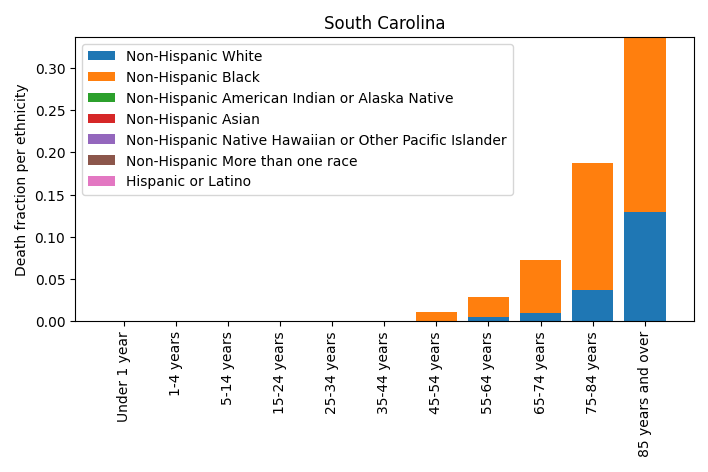 South Carolina
Death fraction per ethnicity
0.30
0.25
0.20
0.15
0.10
0.05
0.00
Non-Hispanic White
Non-Hispanic Black
Non-Hispanic American Indian or Alaska Native
Non-Hispanic Asian
Non-Hispanic Native Hawaiian or Other Pacific Islander
Non-Hispanic More than one race
Hispanic or Latino
Under 1 year
1-4 years
5-14 years
15-24 years
25-34 years
35-44 years
45-54 years
55-64 years
65-74 years
75-84 years
85 years and over